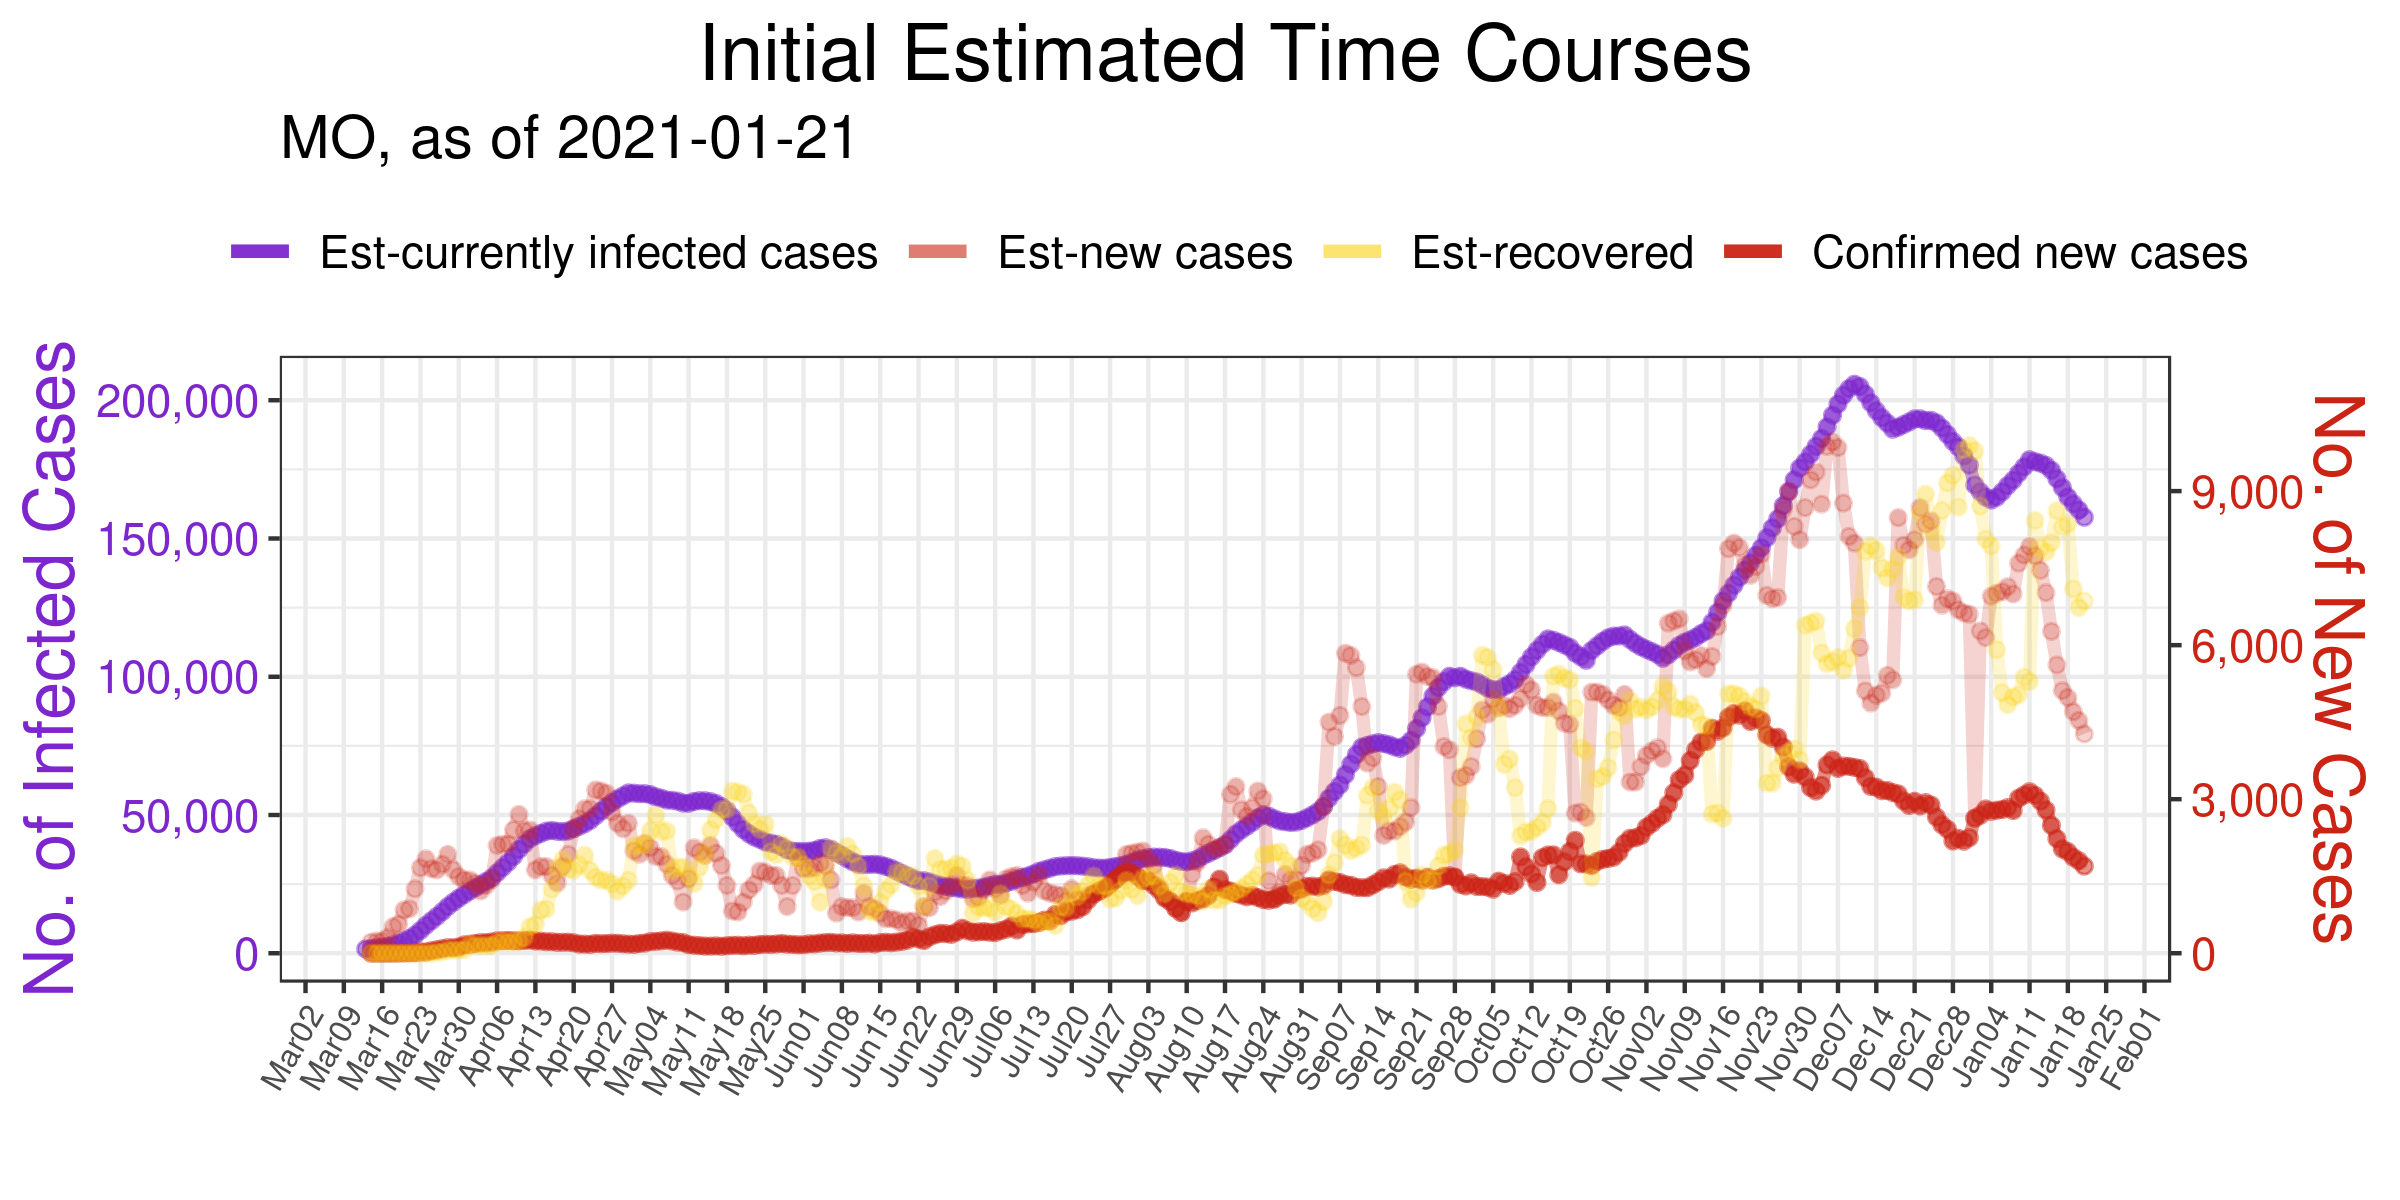 Initial Estimated Time Courses
MO, as of 2021-01-21
Est-currently infected cases
Est-new cases
Est-recovered
Confirmed new cases
No. of Infected Cases
200,000
150,000
100,000
50,000
0
No. of New Cases
9,000
6,000
3,000
0
Mar02
Mar09
Mar16
Mar23
Mar30
Apr06
Apr13
Apr20
Apr27
May04
May11
May18
May25
Jun01
Jun08
Jun15
Jun22
Jun29
Jul06
Jul13
Jul20
Jul27
Aug03
Aug10
Aug17
Aug24
Aug31
Sep07
Sep14
Sep21
Sep28
Oct05
Oct12
Oct19
Oct26
Nov02
Nov09
Nov16
Nov23
Nov30
Dec07
Dec14
Dec21
Dec28
Jan04
Jan11
Jan18
Jan25
Feb01